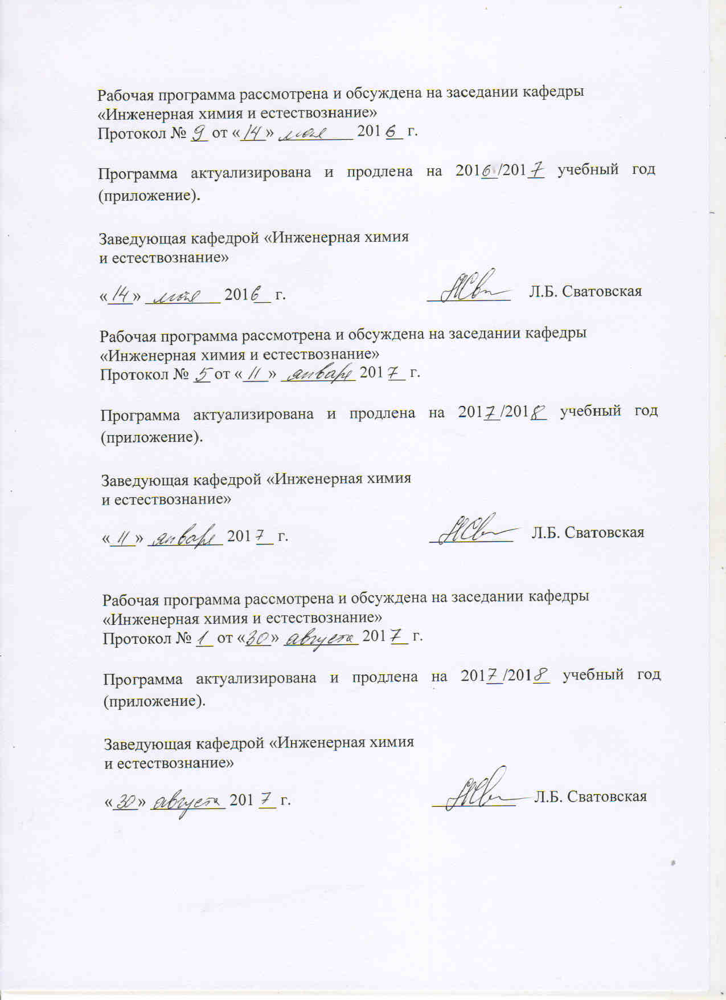 Рабочая программа рассмотрена и обсуждена на заседании кафедры
«Инженерная химия и естествознание»
Протокол № 9 от «14» мая 2016 г.
Программа актуализирована и продлена на 2016/2017 учебный год
(приложение).
Заведующая кафедрой «Инженерная химия
и естествознание»
«14» мая 2016 г. Л.Б. Сватовская
Рабочая программа рассмотрена и обсуждена на заседании кафедры
«Инженерная химия и естествознание»
Протокол № 5 от «11» января 2017 г.
Программа актуализирована и продлена на 2017/2018 учебный год
(приложение).
Заведующая кафедрой «Инженерная химия
и естествознание»
«11» января 2017 г. Л.Б. Сватовская
Рабочая программа рассмотрена и обсуждена на заседании кафедры
«Инженерная химия и естествознание»
Протокол № 1 от «30» августа 2017 г.
Программа актуализирована и продлена на 2017/2018 учебный год
(приложение).
Заведующая кафедрой «Инженерная химия
и естествознание»
«30» августа 2017 г. Л.Б. Сватовская